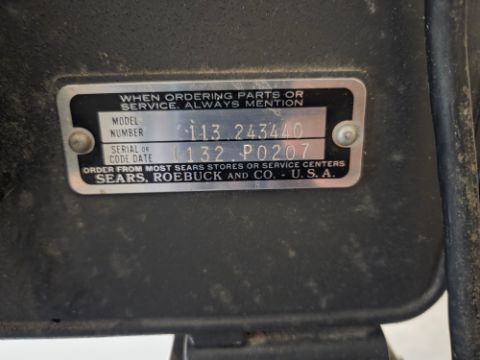 WHEN ORDERING PARTS OR
SERVICE, ALWAYS MENTION
MODEL
NUMBER 113.243440
SERIAL OR
CODE DATE 1132.P0207
ORDER FROM MOST SEARS STORES OR SERVICE CENTERS
SEARS, ROEBUCK AND CO. - U.S.A.